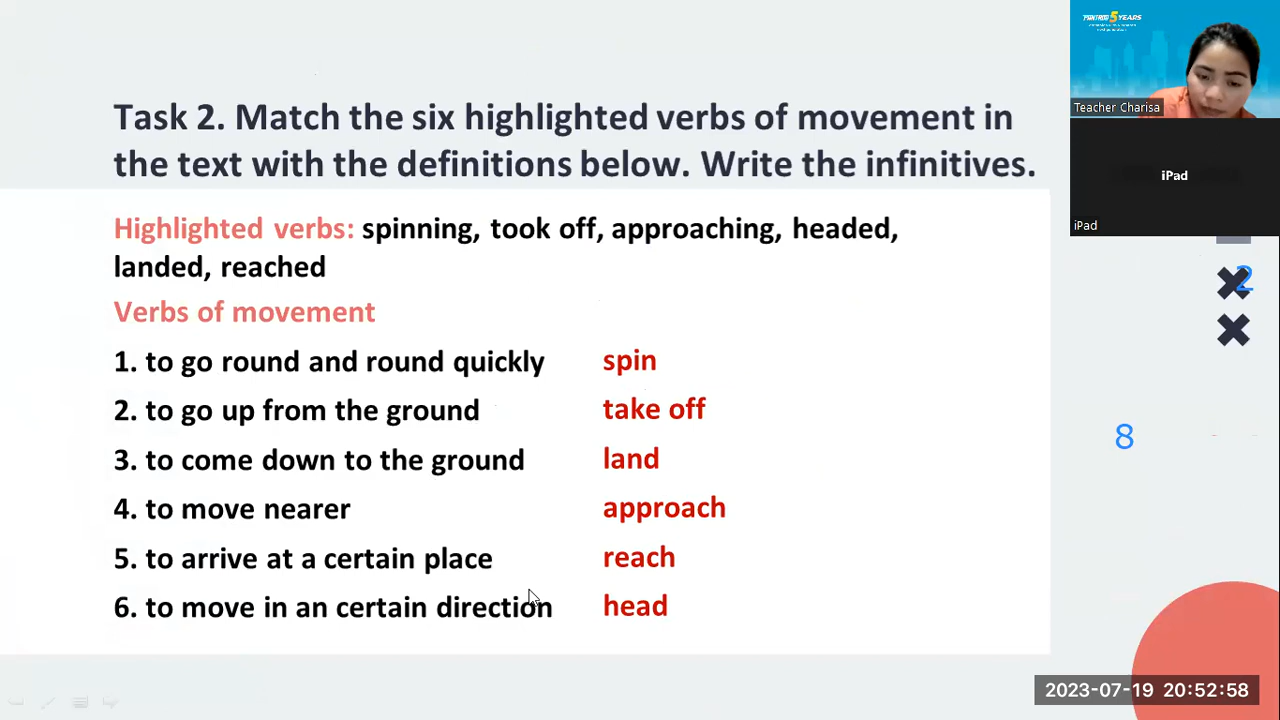 Task 2. Match the six highlighted verbs of movement in
the text with the definitions below. Write the infinitives.
Highlighted verbs: spinning, took off, approaching, headed,
landed, reached
Verbs of movement
1. to go round and round quickly spin
2. to go up from the ground take off
3. to come down to the ground land
4. to move nearer approach
5. to arrive at a certain place reach
6. to move in an certain direction head
5 YEARS
Teacher Charisa
iPad
iPad
2
8
2023-07-19 20:52:58